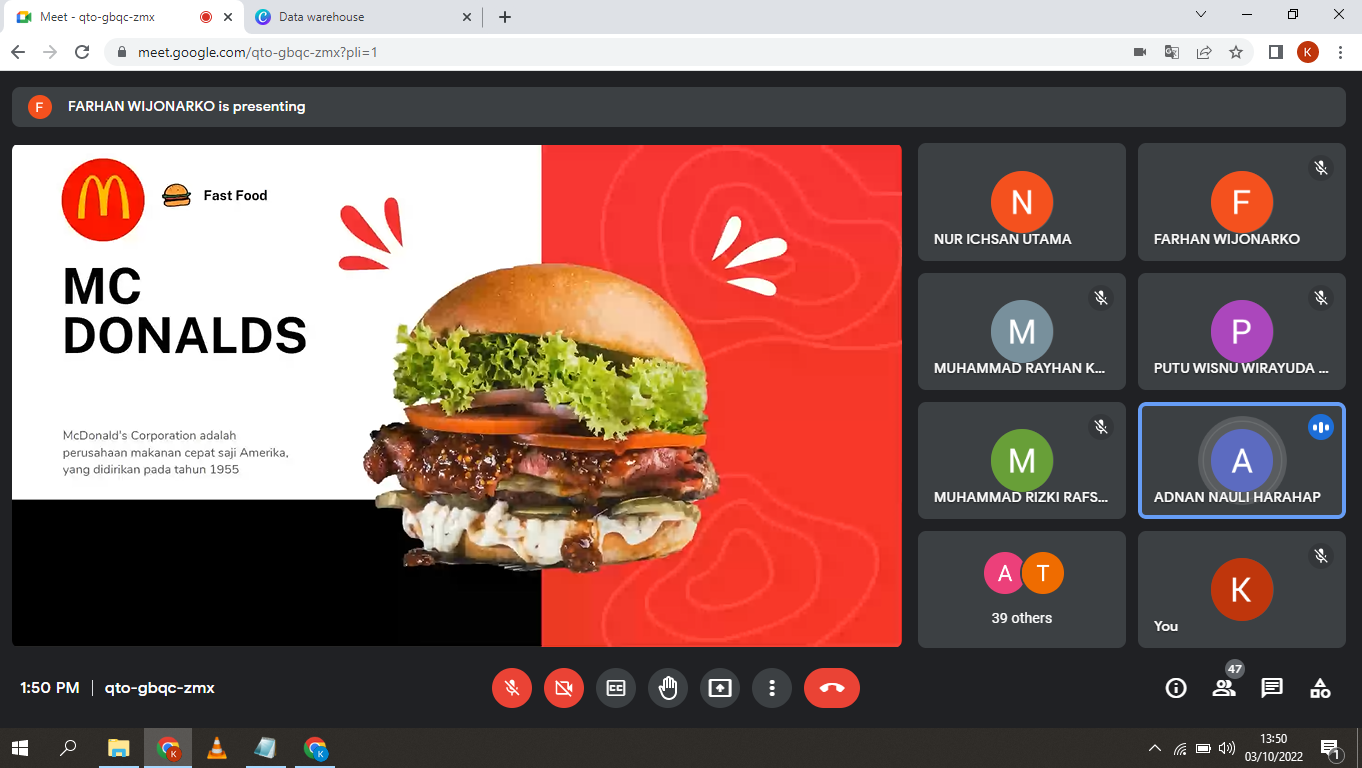 Meet - qto-gbqc-zmx
Data warehouse
meet.google.com/qto-gbqc-zmx?pli=1
K
F
FARHAN WIJONARKO is presenting
Fast Food
MC
DONALDS
McDonald's Corporation adalah
perusahaan makanan cepat saji Amerika,
yang didirikan pada tahun 1955
N
NUR ICHSAN UTAMA
F
FARHAN WIJONARKO
M
MUHAMMAD RAYHAN K...
P
PUTU WISNU WIRAYUDA ...
M
MUHAMMAD RIZKI RAFS...
A
ADNAN NAULI HARAHAP
A T
39 others
K
You
1:50 PM | qto-gbqc-zmx
47
13:50
03/10/2022
1